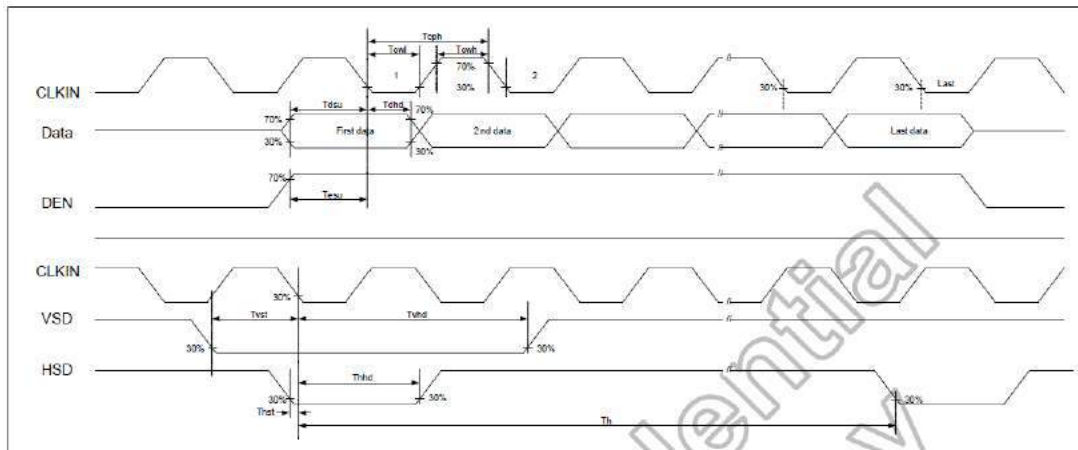 Tcph
Tcwl
Tcwh
1
70%
30%
2
30%
30%
Last
CLKIN
Tdsu
Tdhd
70%
70%
Data
First data
2nd data
Last data
30%
30%
70%
DEN
Tesu
CLKIN
30%
Tvst
Tvhd
VSD
30%
30%
HSD
Thhd
30%
30%
30%
Thst
Th
dential